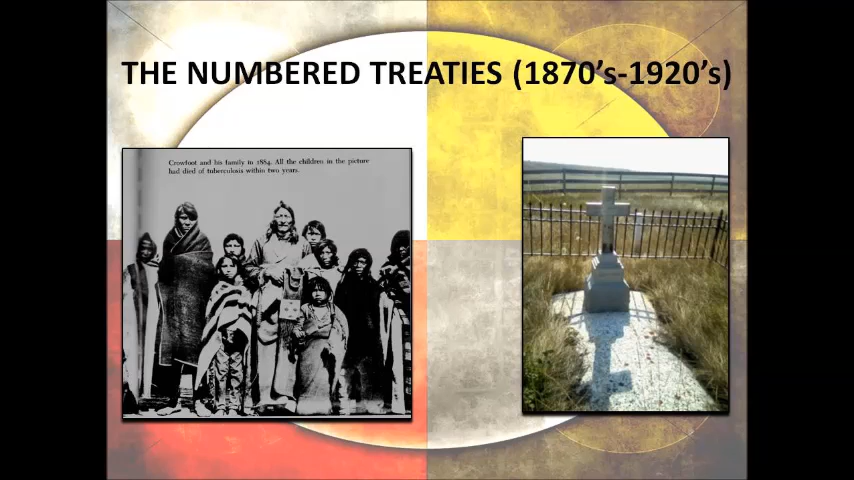 THE NUMBERED TREATIES (1870’s-1920’s)
Crowfoot and his family in 1884. All the children in the picture
had died of tuberculosis within two years.